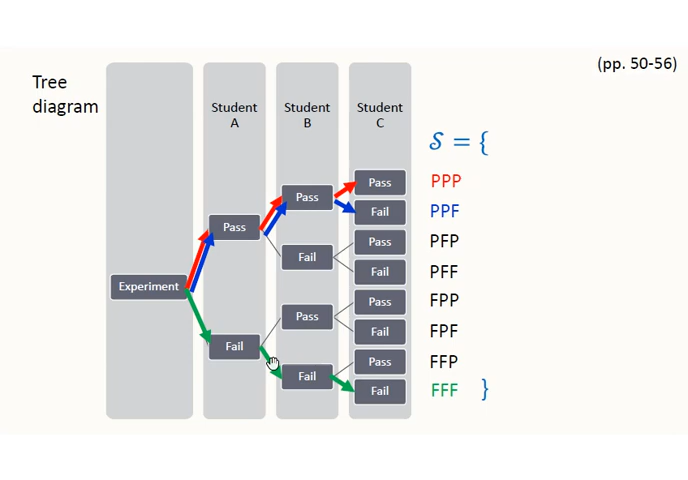 (pp. 50-56)
Tree
diagram
Student
A
Student
B
Student
C
𝒮 = {
Experiment
Pass
Fail
Pass
Fail
Pass
Fail
Pass
Fail
Pass
Fail
Pass
Fail
Pass
Fail
PPP
PPF
PFP
PFF
FPP
FPF
FFP
FFF }